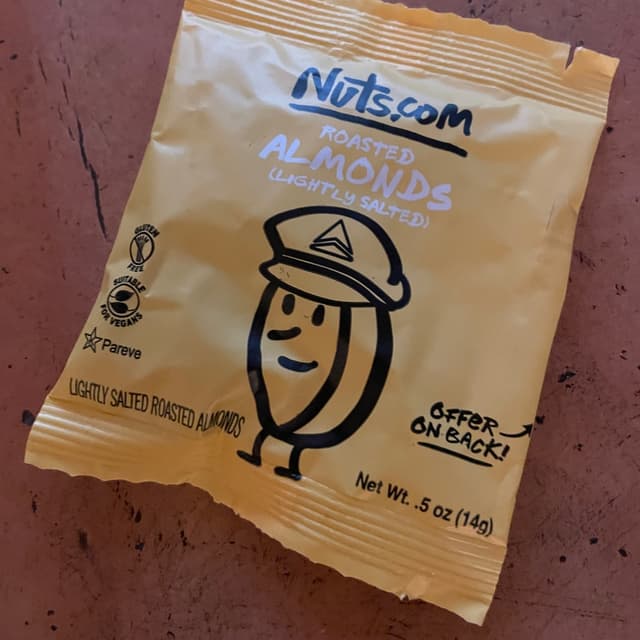 Nuts.com
ROASTED
ALMONDS
(LIGHTLY SALTED)
GLUTEN
FREE
SUITABLE
FOR VEGANS
Pareve
LIGHTLY SALTED ROASTED ALMONDS
OFFER
ON BACK!
Net Wt. .5 oz (14g)